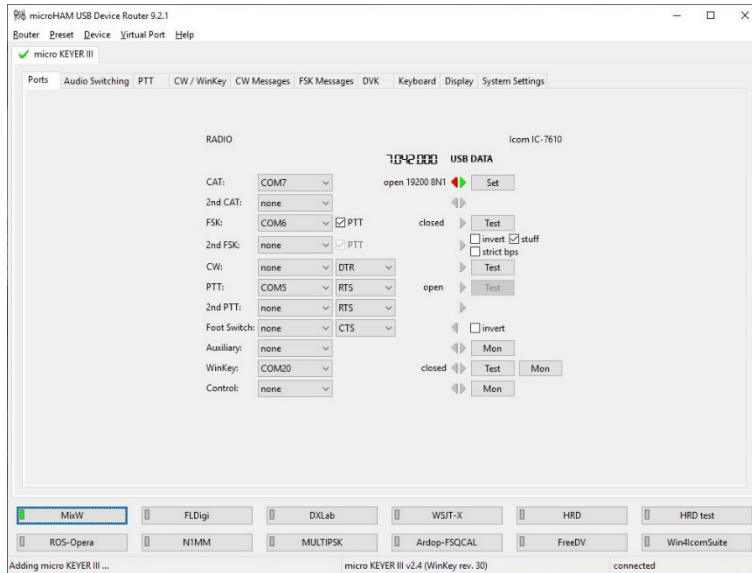 microHAM USB Device Router 9.2.1
Router Preset Device Virtual Port Help
micro KEYER III
Ports Audio Switching PTT CW / WinKey CW Messages FSK Messages DVK Keyboard Display System Settings
RADIO Icom IC-7610
7.042.000 USB DATA
CAT: COM7 open 19200 8N1 Set
2nd CAT: none
FSK: COM6 PTT closed Test
invert stuff
2nd FSK: none PTT
strict bps
CW: none DTR Test
PTT: COM5 RTS open Test
2nd PTT: none RTS
Foot Switch: none CTS invert
Auxiliary: none Mon
WinKey: COM20 closed Test Mon
Control: none Mon
MixW FLDigi DXLab WSJT-X HRD HRD test
ROS-Opera N1MM MULTIPSK Ardop-FSQCAL FreeDV Win4IcomSuite
Adding micro KEYER III ... micro KEYER III v2.4 (WinKey rev. 30) connected